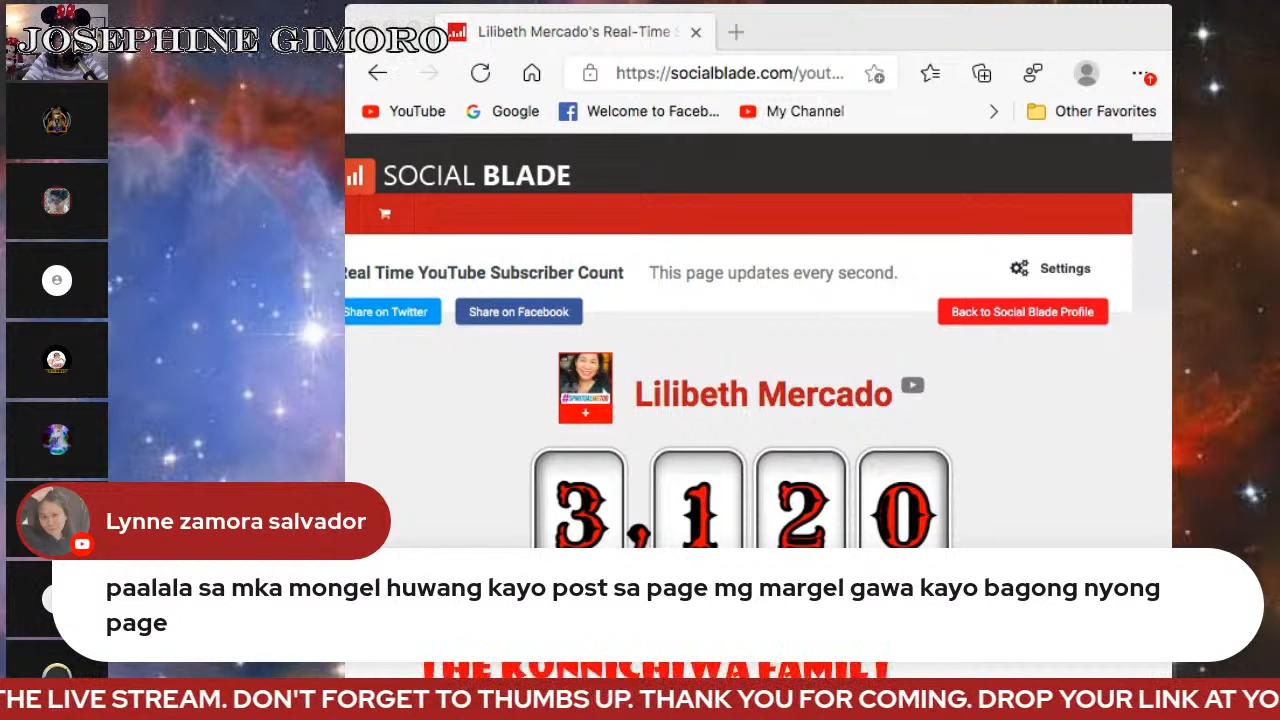 JOSEPHINE GIMORO
Lilibeth Mercado's Real-Time
https://socialblade.com/yout...
YouTube
Google
Welcome to Faceb...
My Channel
Other Favorites
SOCIAL BLADE
Real Time YouTube Subscriber Count
This page updates every second.
Settings
Share on Twitter
Share on Facebook
Back to Social Blade Profile
#SPIRITUALMETOO
+
Lilibeth Mercado
3,120
Lynne zamora salvador
paalala sa mka mongel huwang kayo post sa page mg margel gawa kayo bagong nyong
page
THE KONNICHIWA FAMILY
THE LIVE STREAM. DON'T FORGET TO THUMBS UP. THANK YOU FOR COMING. DROP YOUR LINK AT YO